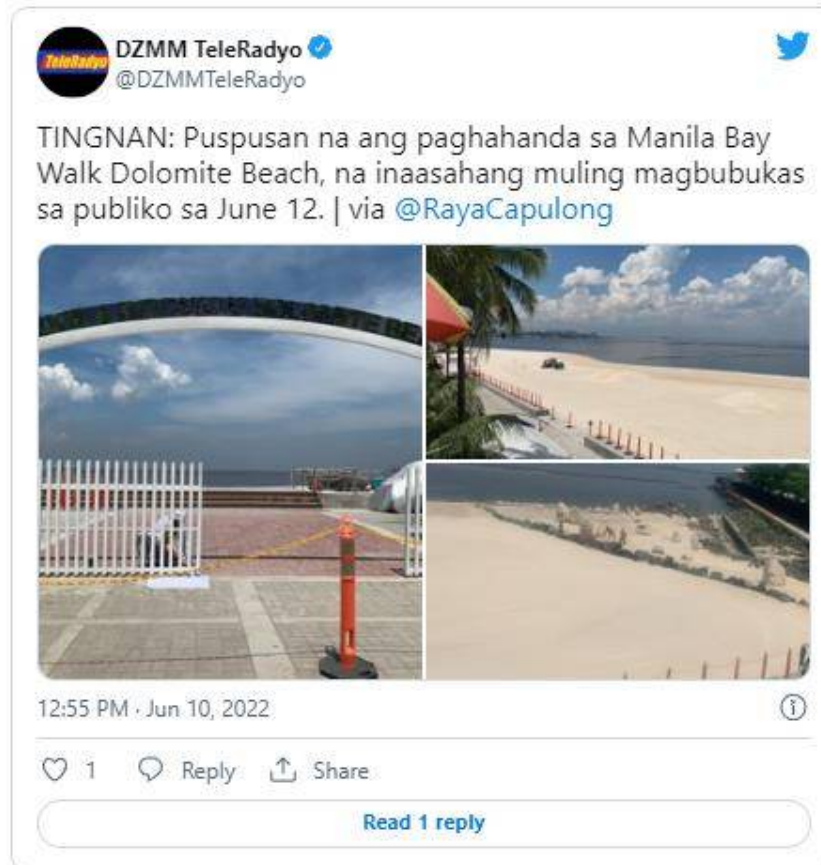 TeleRadyo
DZMM TeleRadyo
@DZMMTeleRadyo
TINGNAN: Puspusan na ang paghahanda sa Manila Bay
Walk Dolomite Beach, na inaasahang muling magbubukas
sa publiko sa June 12. | via @RayaCapulong
12:55 PM · Jun 10, 2022
1 Reply Share
Read 1 reply